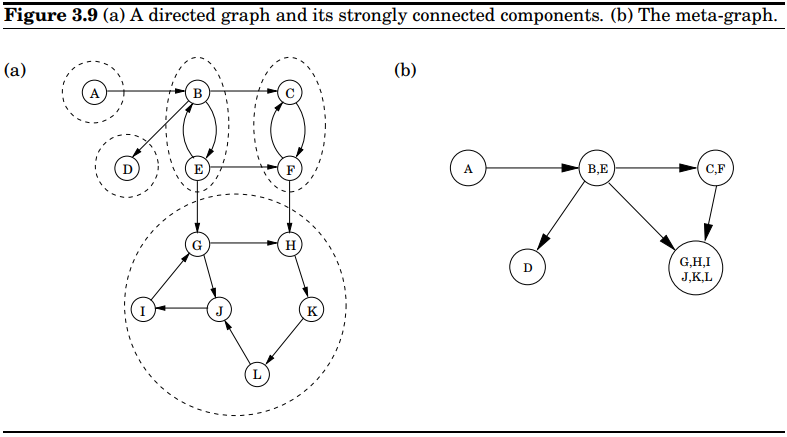 Figure 3.9 (a) A directed graph and its strongly connected components. (b) The meta-graph.
(a)
A
B
C
D
E
F
G
H
I
J
K
L
(b)
A
B,E
C,F
D
G,H,I
J,K,L